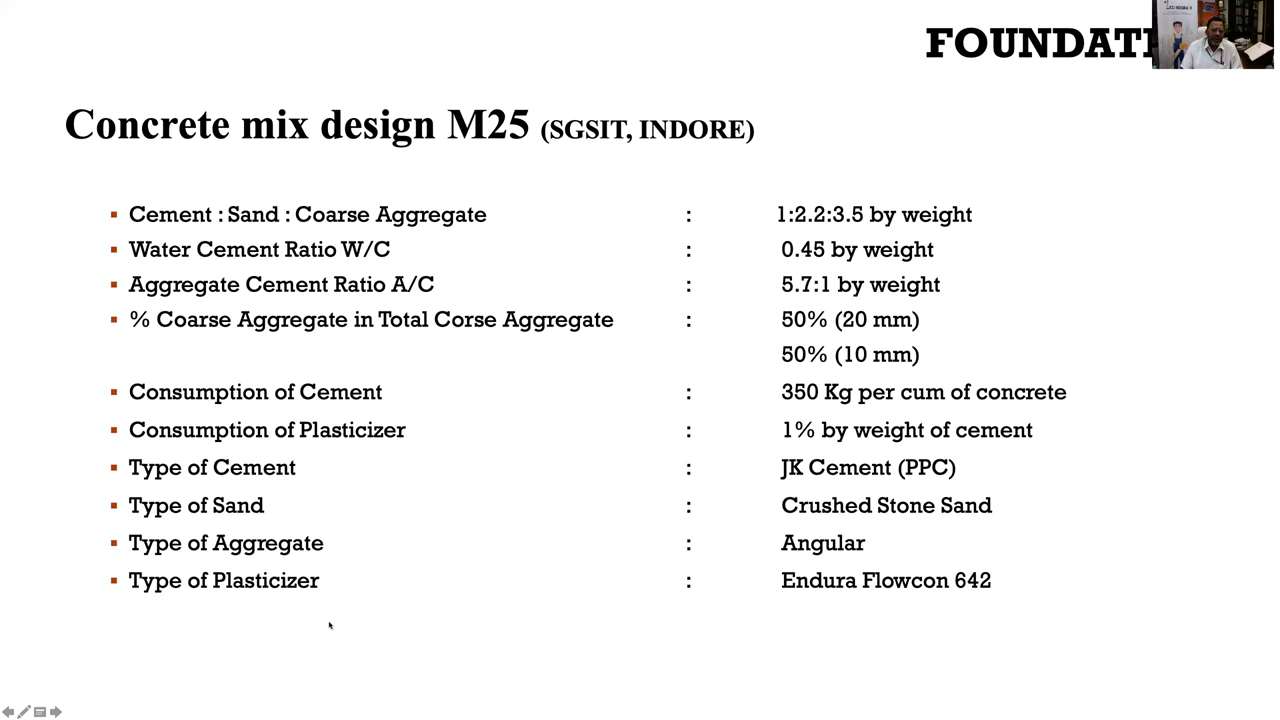 FOUNDAT
Concrete mix design M25 (SGSIT, INDORE)
▪ Cement : Sand : Coarse Aggregate : 1:2.2:3.5 by weight
▪ Water Cement Ratio W/C : 0.45 by weight
▪ Aggregate Cement Ratio A/C : 5.7:1 by weight
▪ % Coarse Aggregate in Total Corse Aggregate : 50% (20 mm)
50% (10 mm)
▪ Consumption of Cement : 350 Kg per cum of concrete
▪ Consumption of Plasticizer : 1% by weight of cement
▪ Type of Cement : JK Cement (PPC)
▪ Type of Sand : Crushed Stone Sand
▪ Type of Aggregate : Angular
▪ Type of Plasticizer : Endura Flowcon 642